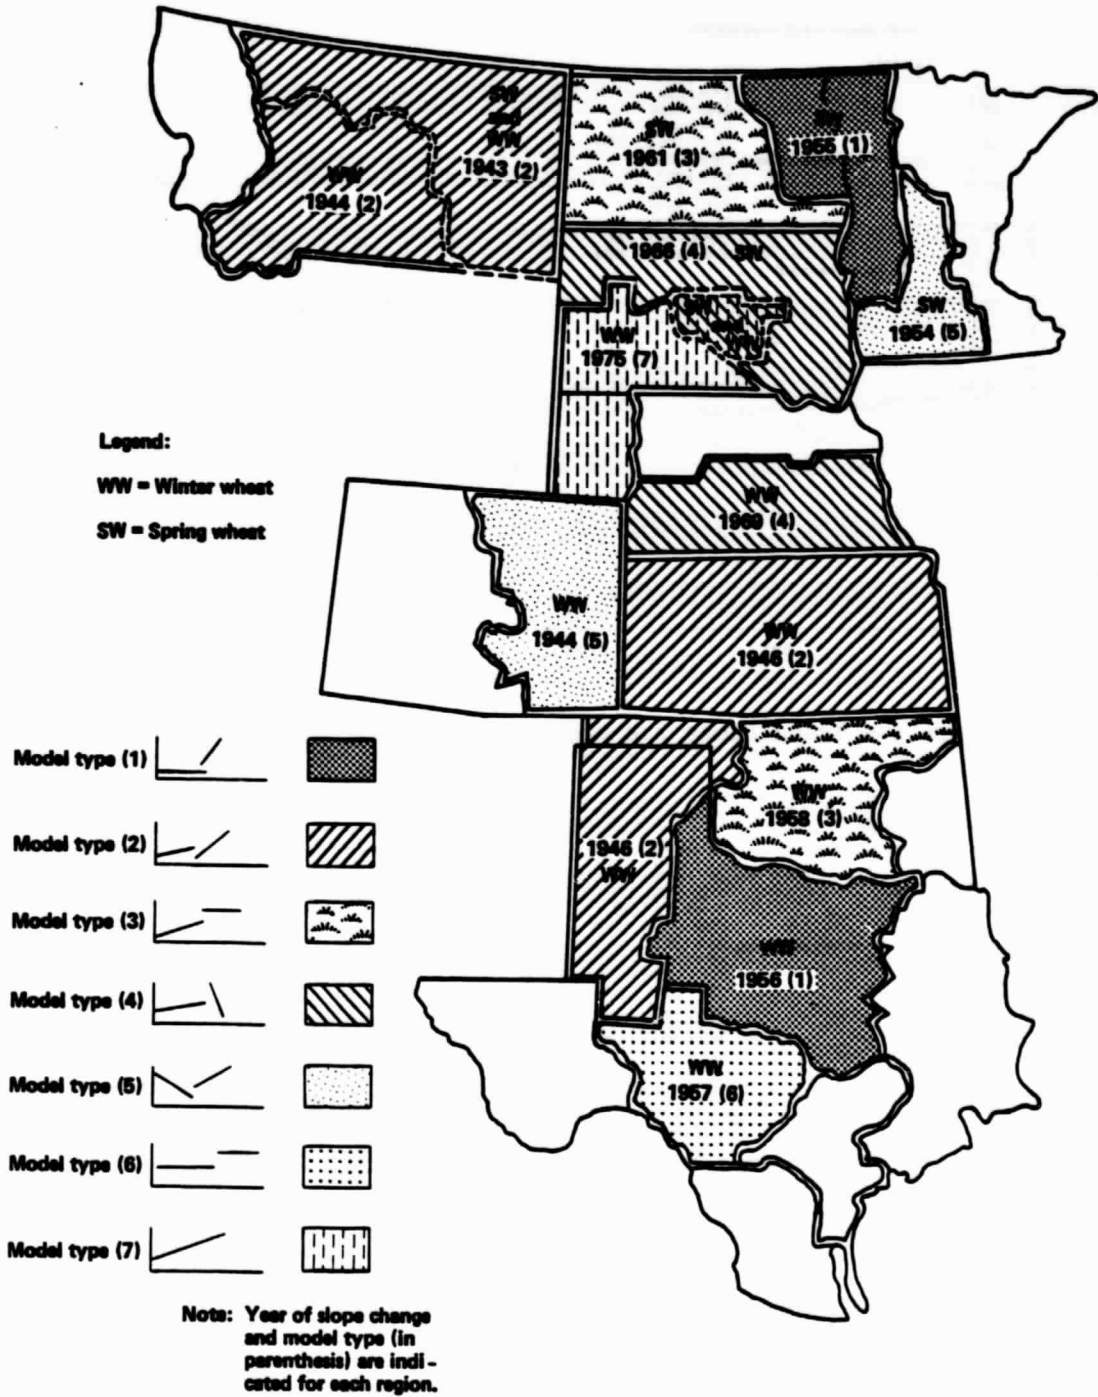 SW
and
WW
1943 (2)
WW
1944 (2)
SW
1961 (3)
SW
1955 (1)
1966 (4) SW
SW
and
WW
WW
1975 (7)
SW
1954 (5)
Legend:
WW = Winter wheat
SW = Spring wheat
WW
1969 (4)
WW
1944 (5)
WW
1946 (2)
Model type (1)
Model type (2)
Model type (3)
Model type (4)
Model type (5)
Model type (6)
Model type (7)
WW
1958 (3)
1946 (2)
WW
WW
1956 (1)
WW
1957 (6)
Note: Year of slope change
and model type (in
parenthesis) are indi-
cated for each region.